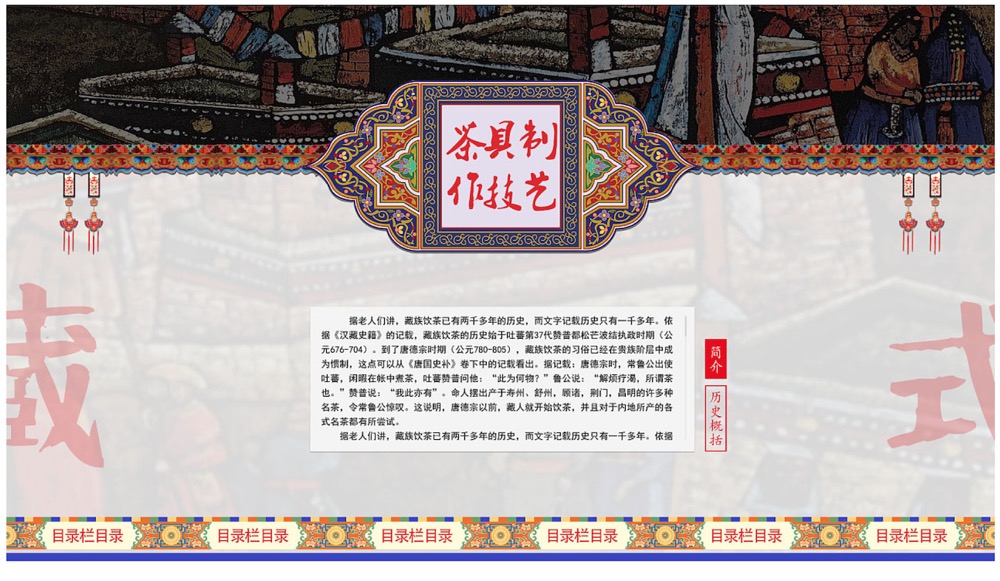 茶具制
作技艺
藏
式
据老人们讲，藏族饮茶已有两千多年的历史，而文字记载历史只有一千多年。依
据《汉藏史籍》的记载，藏族饮茶的历史始于吐蕃第37代赞普都松芒波结执政时期（公
元676-704）。到了唐德宗时期（公元780-805），藏族饮茶的习俗已经在贵族阶层中成
为惯制，这点可以从《唐国史补》卷下中的记载看出。据记载：唐德宗时，常鲁公出使
吐蕃，闲暇在帐中煮茶，吐蕃赞普问他：“此为何物？”鲁公说：“解烦疗渴，所谓茶
也。”赞普说：“我此亦有”。命人摆出产于寿州、舒州，顾诸，荆门，昌明的许多种
名茶，令常鲁公惊叹。这说明，唐德宗以前，藏人就开始饮茶，并且对于内地所产的各
式名茶都有所尝试。
据老人们讲，藏族饮茶已有两千多年的历史，而文字记载历史只有一千多年。依据
简介
历史概括
目录栏目录
目录栏目录
目录栏目录
目录栏目录
目录栏目录
目录栏目录